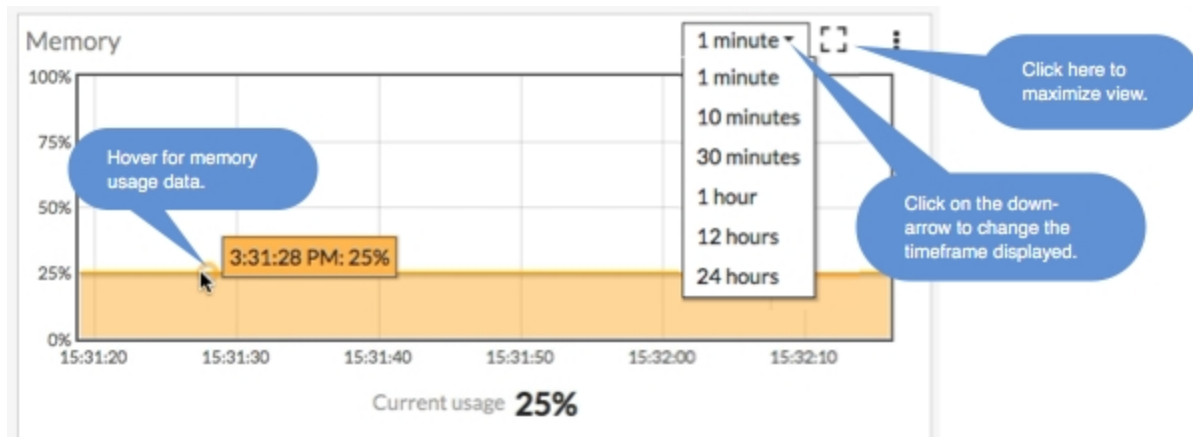 Memory
1 minute
Click here to
maximize view.
100%
1 minute
10 minutes
75%
Hover for memory
usage data.
30 minutes
1 hour
50%
Click on the down-
arrow to change the
timeframe displayed.
12 hours
3:31:28 PM: 25%
25%
24 hours
0%
15:31:20 15:31:30 15:31:40 15:31:50 15:32:00 15:32:10
Current usage 25%